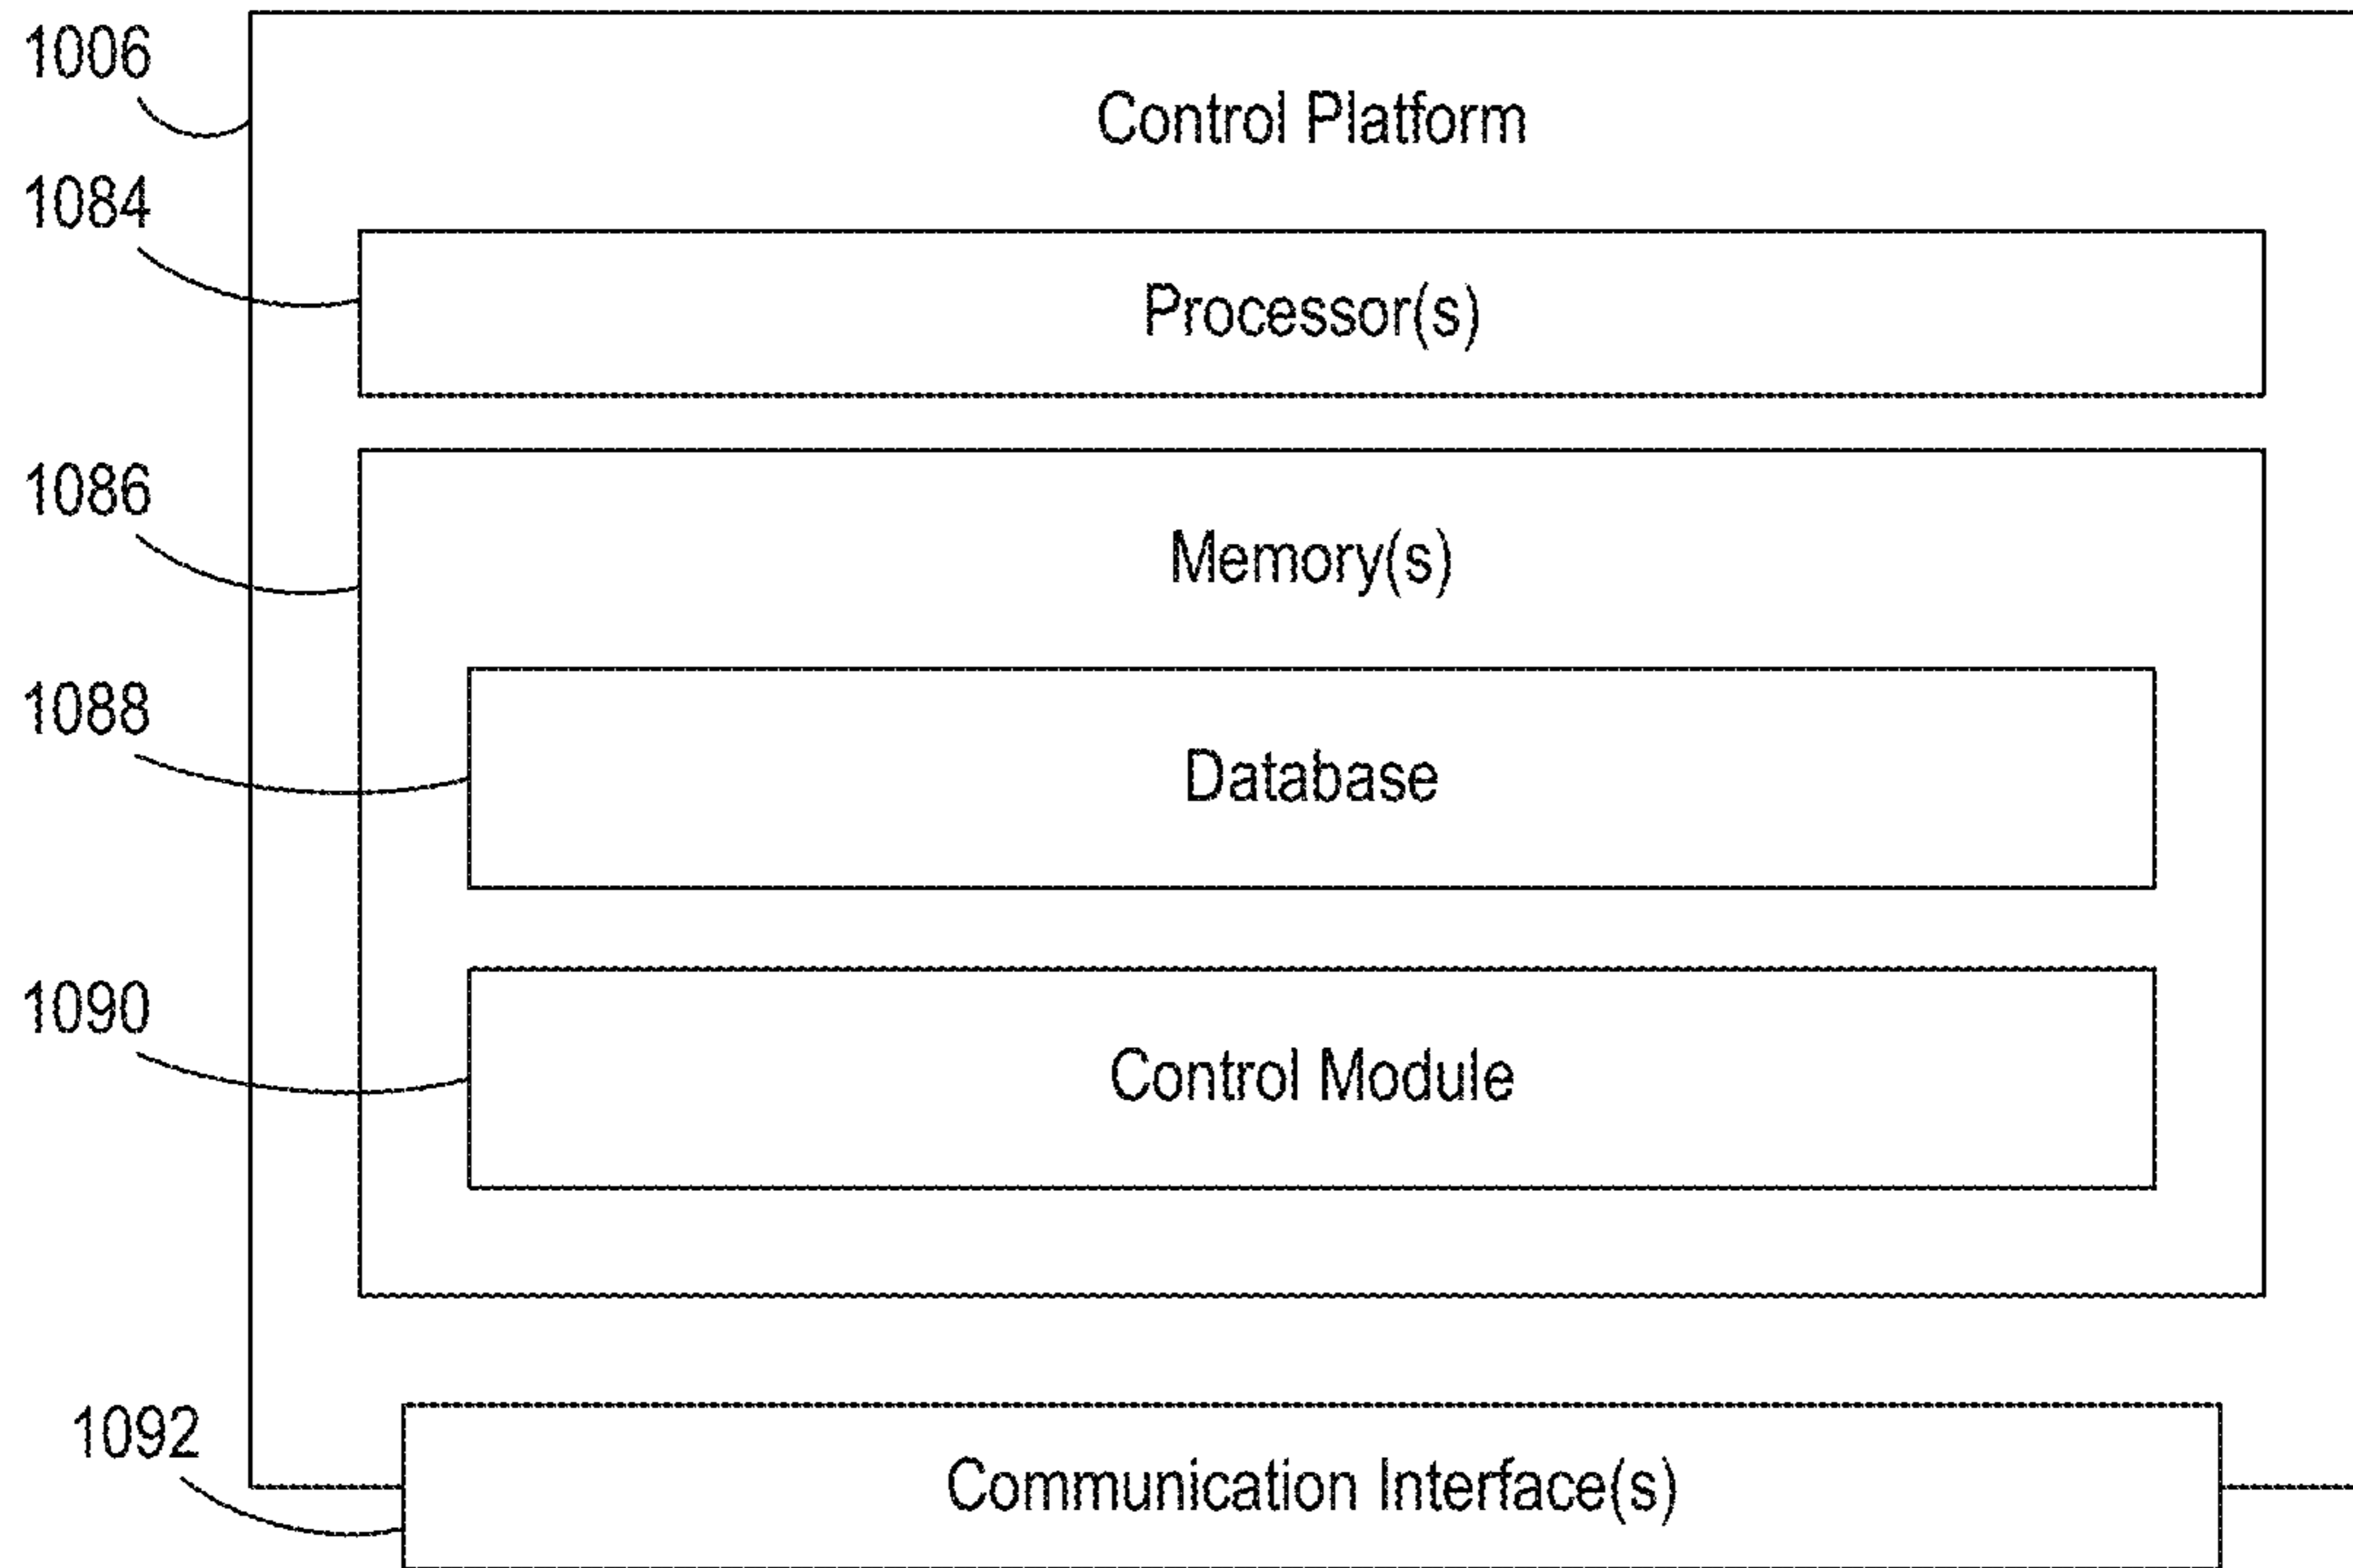 1006
Control Platform
1084
Processor(s)
1086
Memory(s)
1088
Database
1090
Control Module
1092
Communication Interface(s)